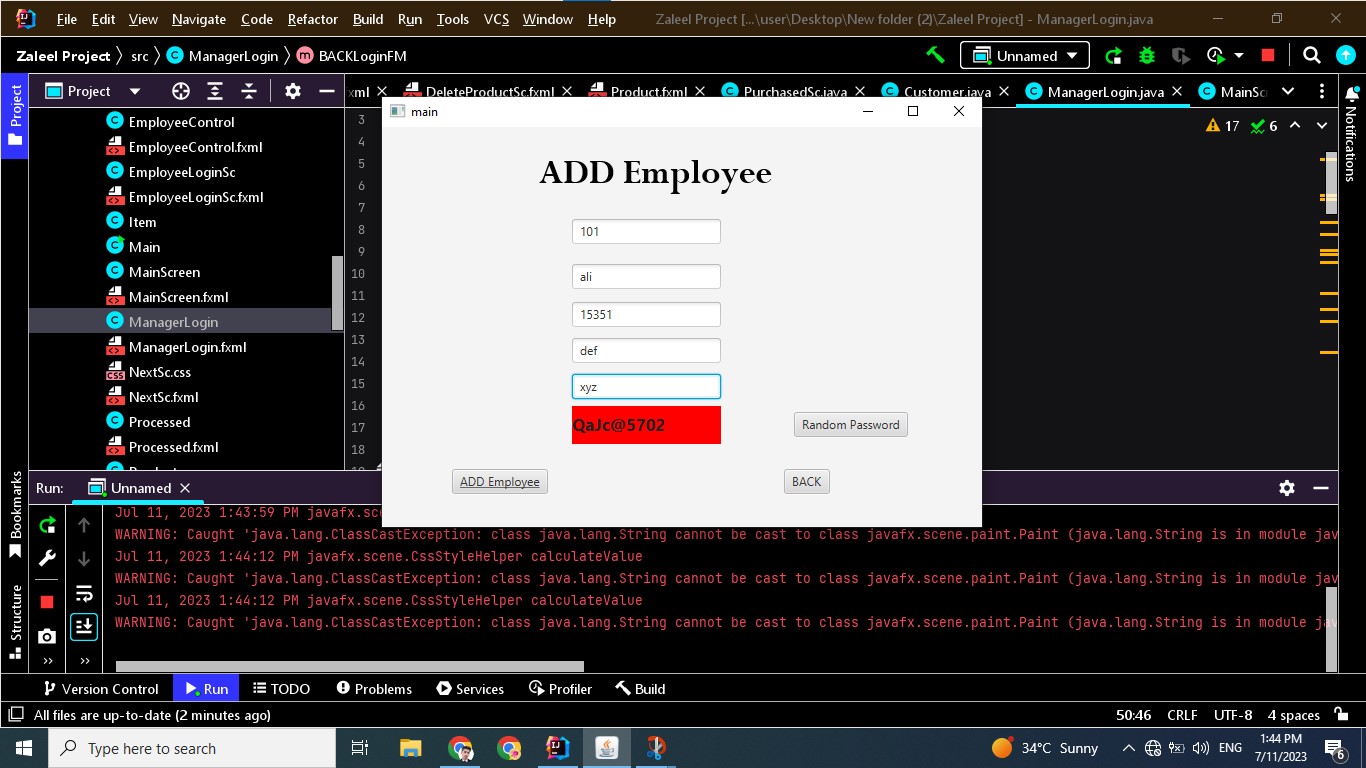 File Edit View Navigate Code Refactor Build Run Tools VCS Window Help Zaleel Project [...\user\Desktop\New folder (2)\Zaleel Project] - ManagerLogin.java
Zaleel Project src ManagerLogin BACKLoginFM Unnamed
Project xml DeleteProductSc.fxml Product.fxml PurchasedSc.java Customer.java ManagerLogin.java MainSc
Project
Notifications
17 6
EmployeeControl
EmployeeControl.fxml
EmployeeLoginSc
EmployeeLoginSc.fxml
Item
Main
MainScreen
MainScreen.fxml
ManagerLogin
ManagerLogin.fxml
NextSc.css
NextSc.fxml
Processed
Processed.fxml
3
4
5
6
7
8
9
10
11
12
13
14
15
16
17
18
main
ADD Employee
101
ali
15351
def
xyz
QaJc@5702 Random Password
ADD Employee BACK
Run: Unnamed
Bookmarks
Structure
Jul 11, 2023 1:43:59 PM javafx.sce
WARNING: Caught 'java.lang.ClassCastException: class java.lang.String cannot be cast to class javafx.scene.paint.Paint (java.lang.String is in module jav
Jul 11, 2023 1:44:12 PM javafx.scene.CssStyleHelper calculateValue
WARNING: Caught 'java.lang.ClassCastException: class java.lang.String cannot be cast to class javafx.scene.paint.Paint (java.lang.String is in module jav
Jul 11, 2023 1:44:12 PM javafx.scene.CssStyleHelper calculateValue
WARNING: Caught 'java.lang.ClassCastException: class java.lang.String cannot be cast to class javafx.scene.paint.Paint (java.lang.String is in module jav
Version Control Run TODO Problems Services Profiler Build
All files are up-to-date (2 minutes ago) 50:46 CRLF UTF-8 4 spaces
Type here to search 34°C Sunny ENG 1:44 PM
7/11/2023 6